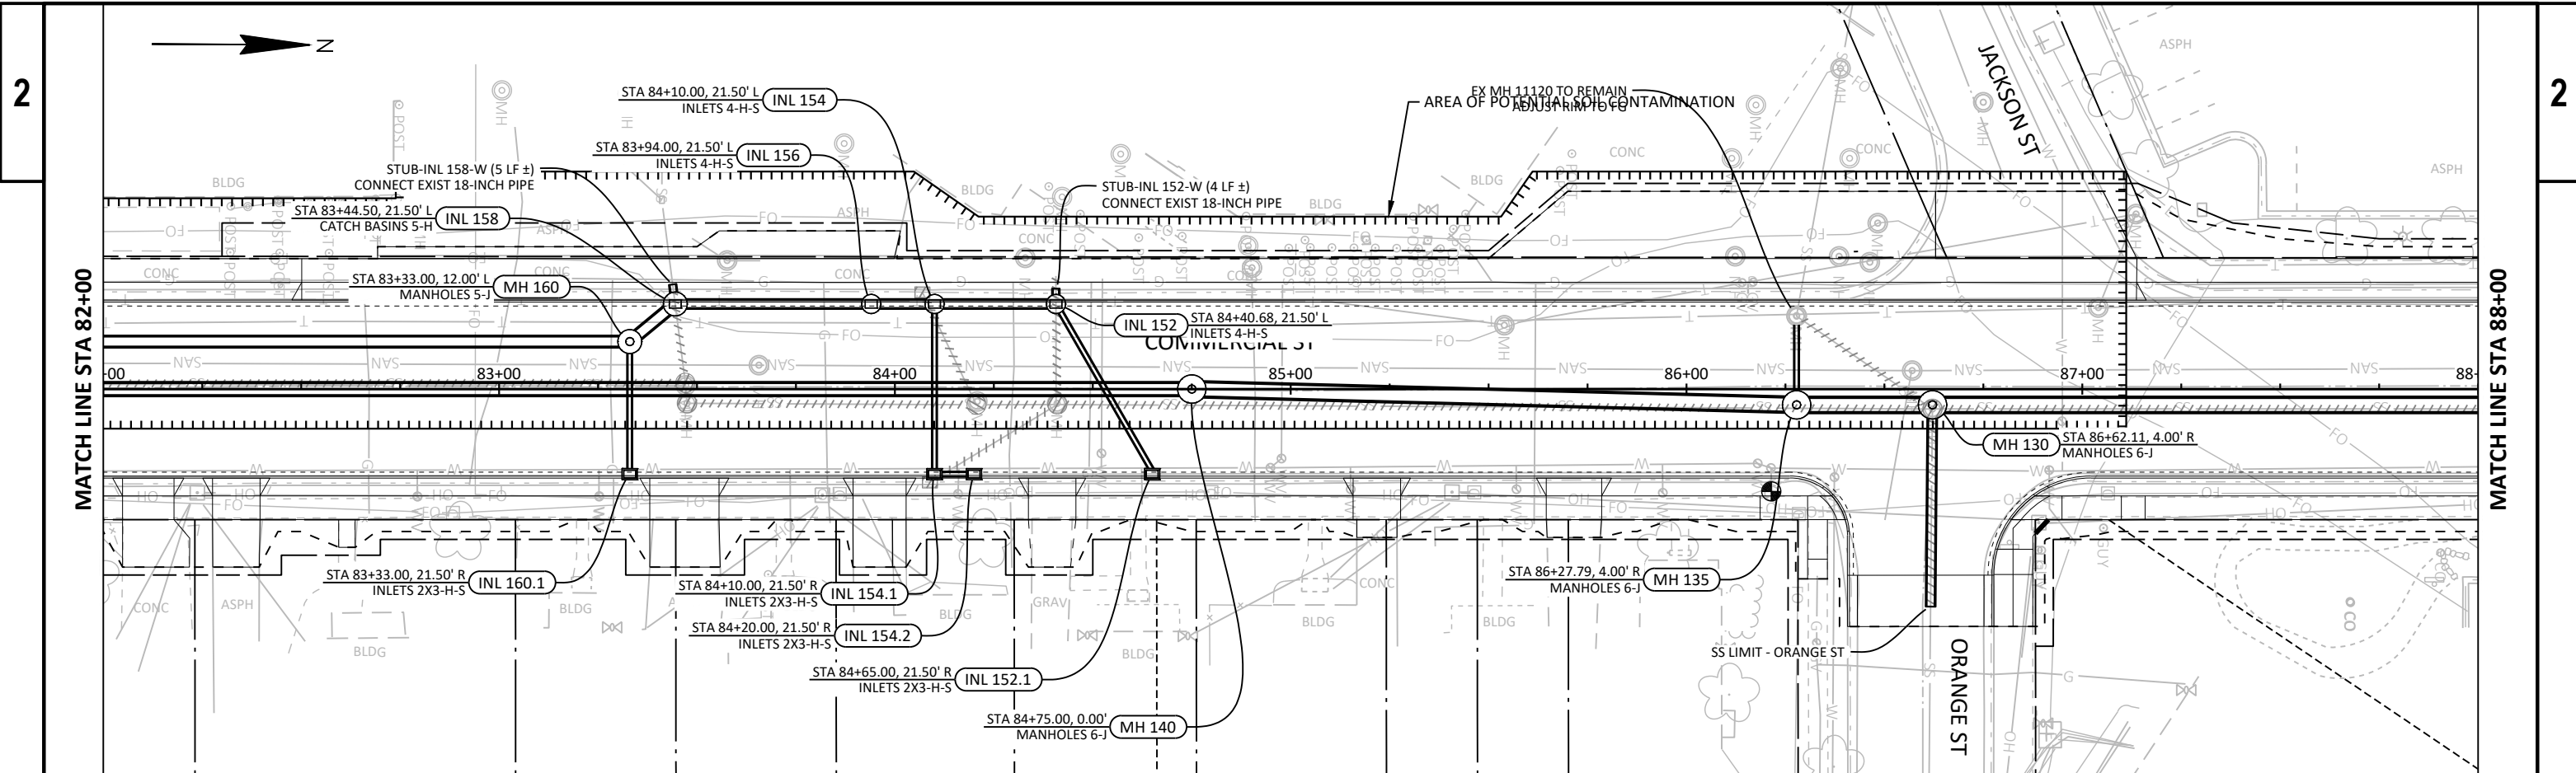 2
2
N
MATCH LINE STA 82+00
MATCH LINE STA 88+00
STA 84+10.00, 21.50' L
INLETS 4-H-S
INL 154
STA 83+94.00, 21.50' L
INLETS 4-H-S
INL 156
STUB-INL 158-W (5 LF ±)
CONNECT EXIST 18-INCH PIPE
STA 83+44.50, 21.50' L
CATCH BASINS 5-H
INL 158
STA 83+33.00, 12.00' L
MANHOLES 5-J
MH 160
STUB-INL 152-W (4 LF ±)
CONNECT EXIST 18-INCH PIPE
INL 152
STA 84+40.68, 21.50' L
INLETS 4-H-S
COMMERCIAL ST
EX MH 11120 TO REMAIN
ADJUST RIM TO FG
AREA OF POTENTIAL SOIL CONTAMINATION
JACKSON ST
-00
83+00
84+00
85+00
86+00
87+00
88-
MH 130
STA 86+62.11, 4.00' R
MANHOLES 6-J
STA 86+27.79, 4.00' R
MANHOLES 6-J
MH 135
SS LIMIT - ORANGE ST
ORANGE ST
STA 83+33.00, 21.50' R
INLETS 2X3-H-S
INL 160.1
STA 84+10.00, 21.50' R
INLETS 2X3-H-S
INL 154.1
STA 84+20.00, 21.50' R
INLETS 2X3-H-S
INL 154.2
STA 84+65.00, 21.50' R
INLETS 2X3-H-S
INL 152.1
STA 84+75.00, 0.00'
MANHOLES 6-J
MH 140
BLDG
BLDG
BLDG
BLDG
CONC
CONC
ASPH
ASPH
ASPH
ASPH
CONC
CONC
CONC
CONC
CONC
ASPH
BLDG
BLDG
BLDG
GRAV
BLDG
CONC
BLDG
BLDG
GUY
CO